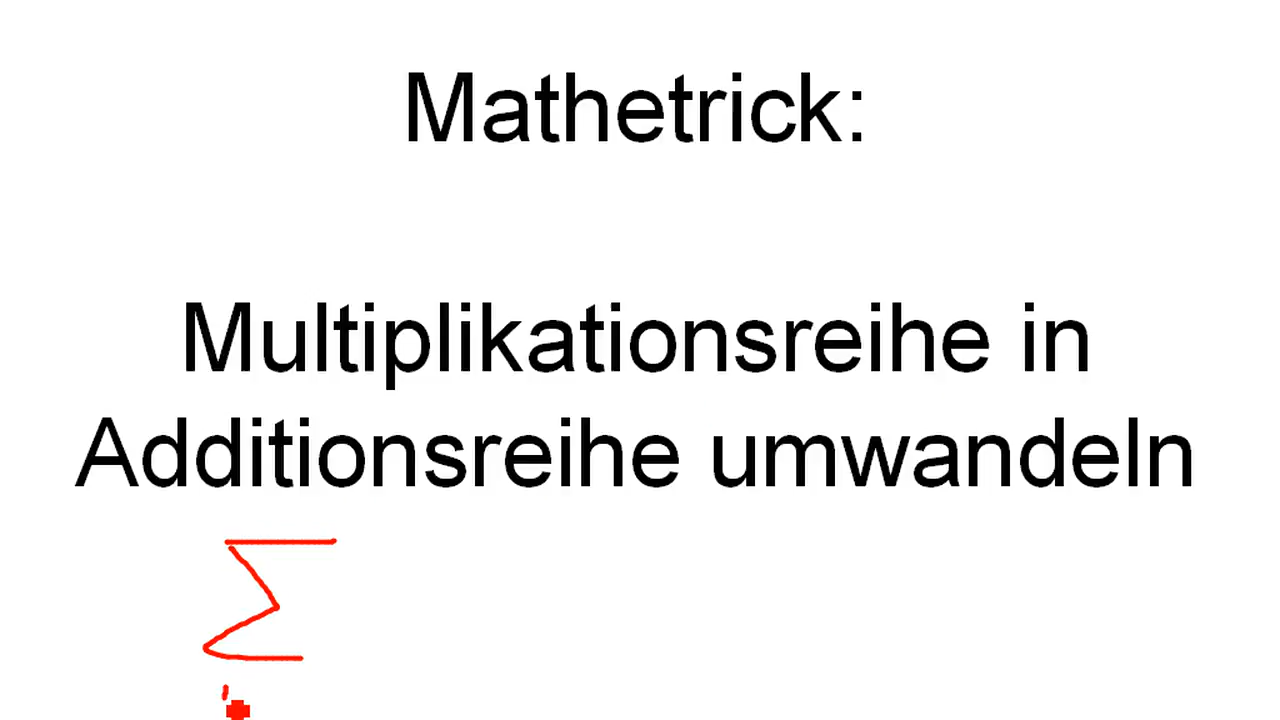 Mathetrick:
Multiplikationsreihe in
Additionsreihe umwandeln
Σ